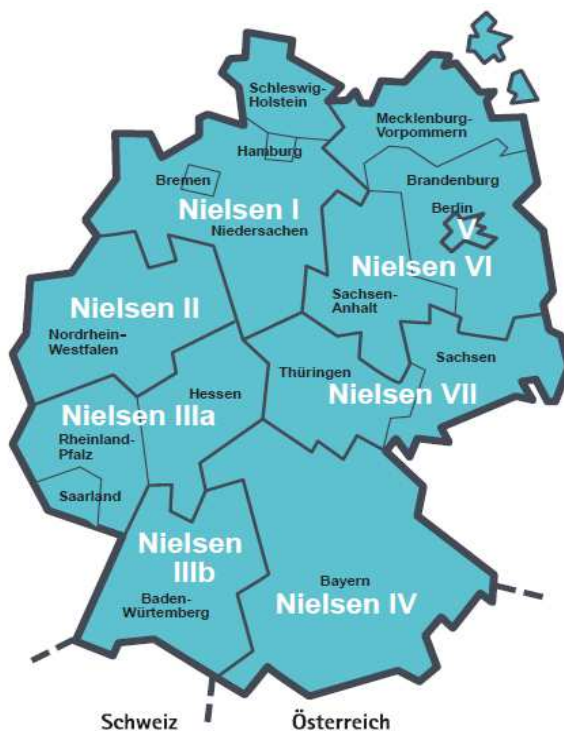 Schleswig-
Holstein
Mecklenburg-
Vorpommern
Hamburg
Bremen
Brandenburg
Berlin
Nielsen I
V
Niedersachen
Nielsen VI
Nielsen II
Sachsen-
Anhalt
Nordrhein-
Westfalen
Sachsen
Thüringen
Hessen
Nielsen VII
Nielsen IIIa
Rheinland-
Pfalz
Saarland
Nielsen
IIIb
Bayern
Baden-
Würtemberg
Nielsen IV
Schweiz
Österreich